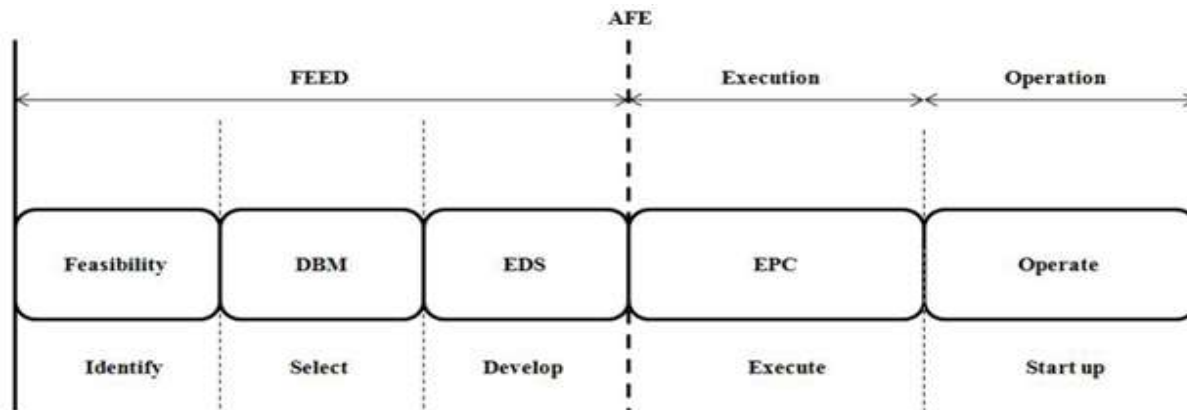 AFE
FEED Execution Operation
Feasibility DBM EDS EPC Operate
Identify Select Develop Execute Start up